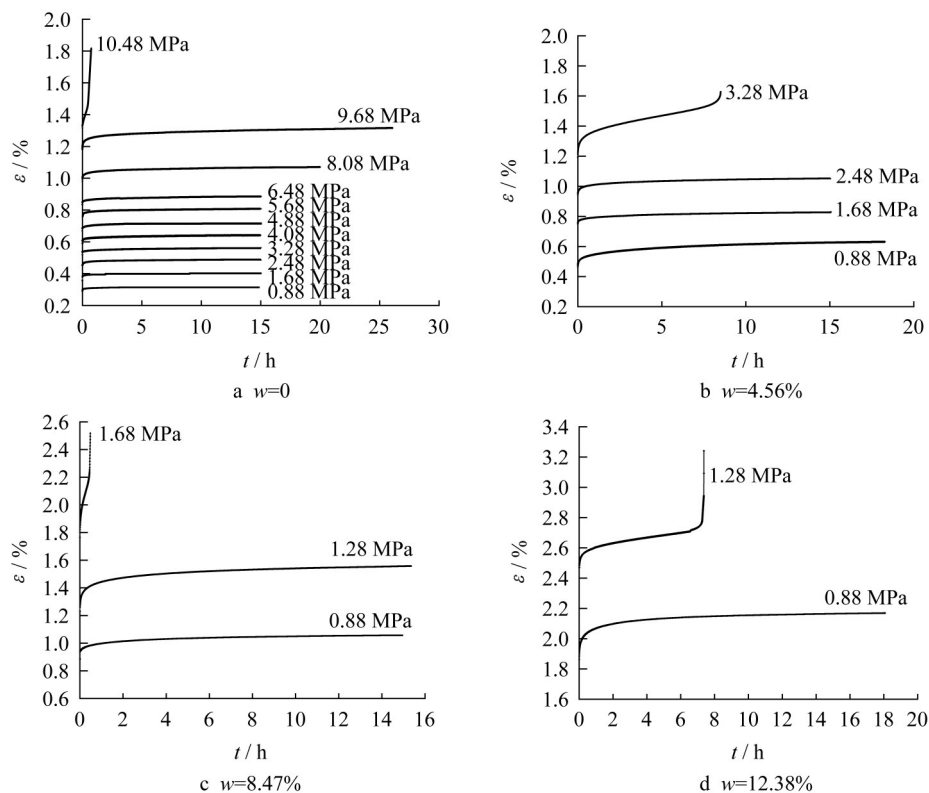 2.0
1.8
1.6
1.4
1.2
1.0
0.8
0.6
0.4
0.2
ε / %
10.48 MPa
9.68 MPa
8.08 MPa
6.48 MPa
5.68 MPa
4.88 MPa
4.08 MPa
3.28 MPa
2.48 MPa
1.68 MPa
0.88 MPa
0 5 10 15 20 25 30
t / h
a w=0
2.0
1.8
1.6
1.4
1.2
1.0
0.8
0.6
0.4
0.2
ε / %
3.28 MPa
2.48 MPa
1.68 MPa
0.88 MPa
0 5 10 15 20
t / h
b w=4.56%
2.6
2.4
2.2
2.0
1.8
1.6
1.4
1.2
1.0
0.8
0.6
ε / %
1.68 MPa
1.28 MPa
0.88 MPa
0 2 4 6 8 10 12 14 16
t / h
c w=8.47%
3.4
3.2
3.0
2.8
2.6
2.4
2.2
2.0
1.8
1.6
ε / %
1.28 MPa
0.88 MPa
0 2 4 6 8 10 12 14 16 18 20
t / h
d w=12.38%